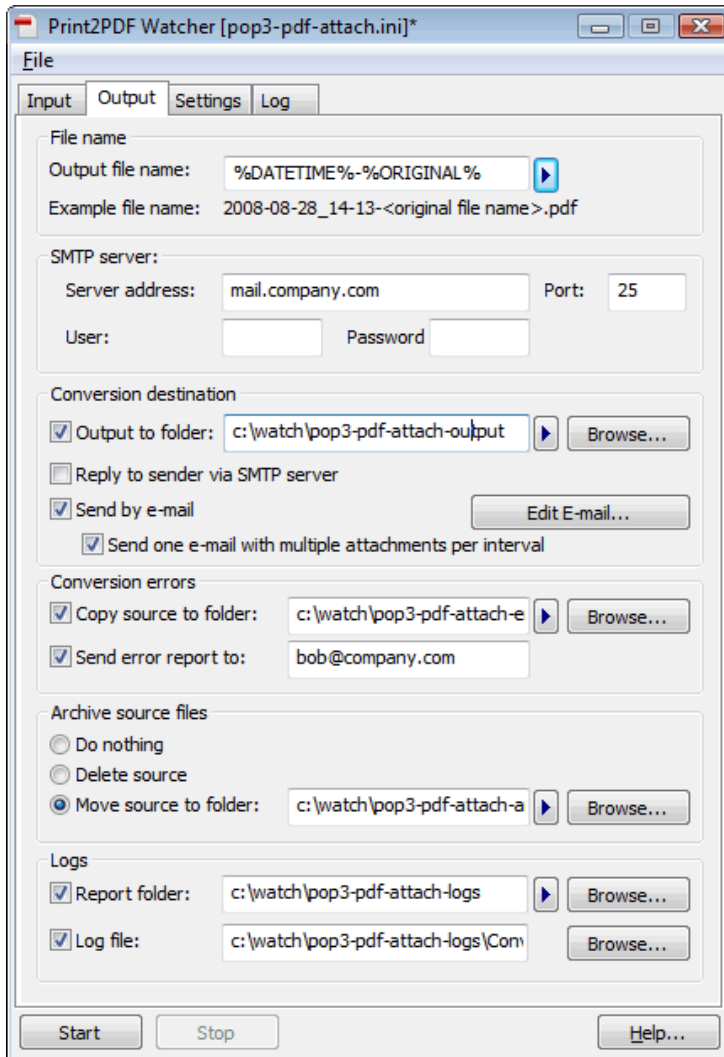 Print2PDF Watcher [pop3-pdf-attach.ini]*
File
Input Output Settings Log
File name
Output file name: %DATETIME%-%ORIGINAL%
Example file name: 2008-08-28_14-13-<original file name>.pdf
SMTP server:
Server address: mail.company.com Port: 25
User: Password
Conversion destination
Output to folder: c:\watch\pop3-pdf-attach-output Browse...
Reply to sender via SMTP server
Send by e-mail Edit E-mail...
Send one e-mail with multiple attachments per interval
Conversion errors
Copy source to folder: c:\watch\pop3-pdf-attach-e Browse...
Send error report to: bob@company.com
Archive source files
Do nothing
Delete source
Move source to folder: c:\watch\pop3-pdf-attach-a Browse...
Logs
Report folder: c:\watch\pop3-pdf-attach-logs Browse...
Log file: c:\watch\pop3-pdf-attach-logs\Conv Browse...
Start Stop Help...